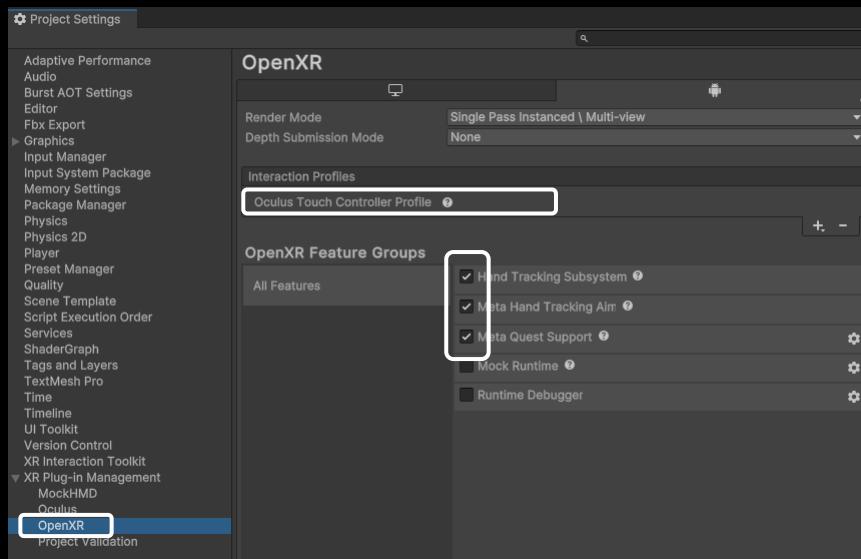 Project Settings
Adaptive Performance
Audio
Burst AOT Settings
Editor
Fbx Export
Graphics
Input Manager
Input System Package
Memory Settings
Package Manager
Physics
Physics 2D
Player
Preset Manager
Quality
Scene Template
Script Execution Order
Services
ShaderGraph
Tags and Layers
TextMesh Pro
Time
Timeline
UI Toolkit
Version Control
XR Interaction Toolkit
XR Plug-in Management
MockHMD
Oculus
OpenXR
Project Validation
OpenXR
Render Mode Single Pass Instanced \ Multi-view
Depth Submission Mode None
Interaction Profiles
Oculus Touch Controller Profile
OpenXR Feature Groups
All Features
Hand Tracking Subsystem
Meta Hand Tracking Aim
Meta Quest Support
Mock Runtime
Runtime Debugger